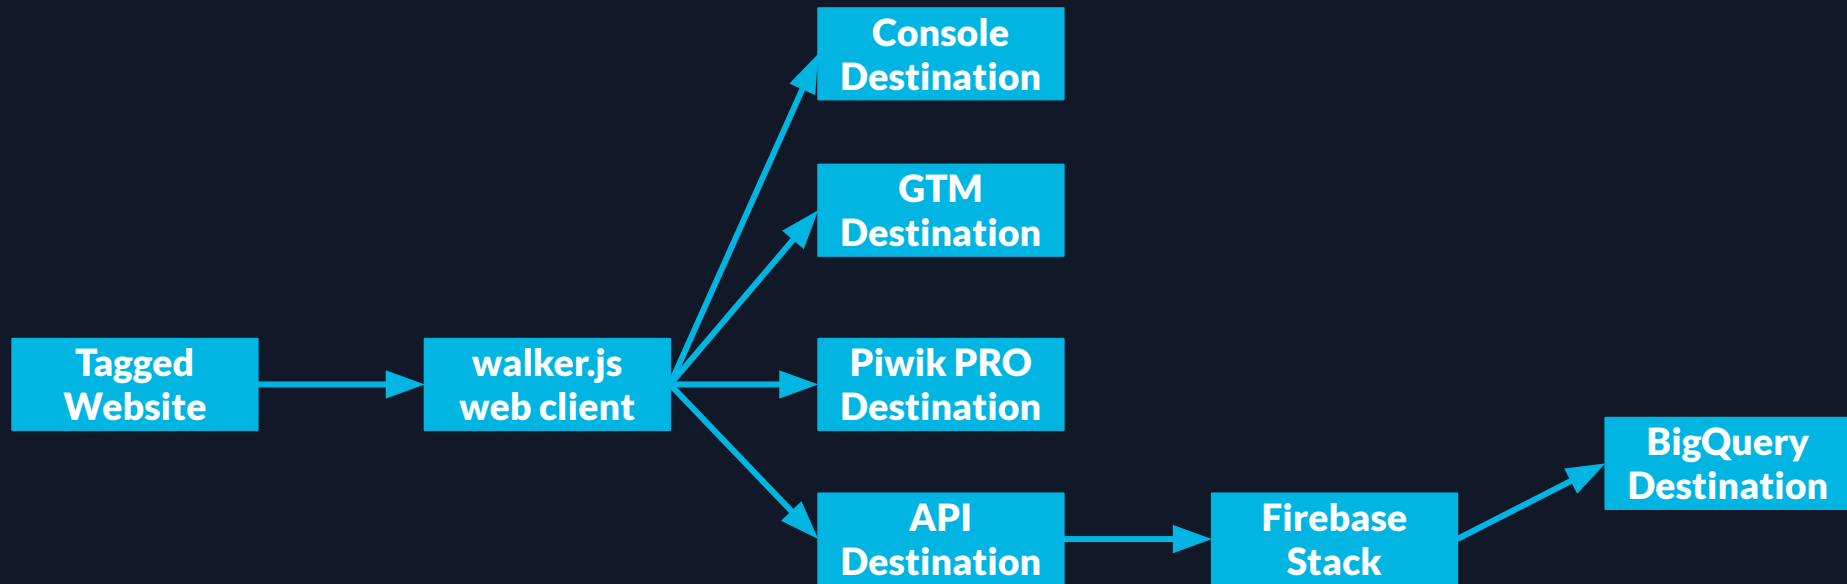 Console
Destination
GTM
Destination
Tagged
Website
walker.js
web client
Piwik PRO
Destination
BigQuery
Destination
API
Destination
Firebase
Stack